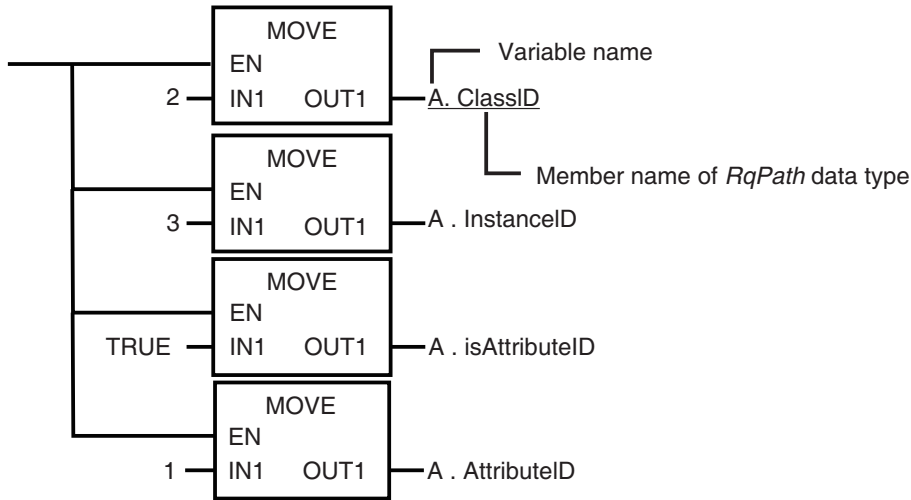 MOVE
Variable name
EN
2 IN1 OUT1 A. ClassID
Member name of RqPath data type
MOVE
EN
3 IN1 OUT1 A . InstanceID
MOVE
EN
TRUE IN1 OUT1 A . isAttributeID
MOVE
EN
1 IN1 OUT1 A . AttributeID